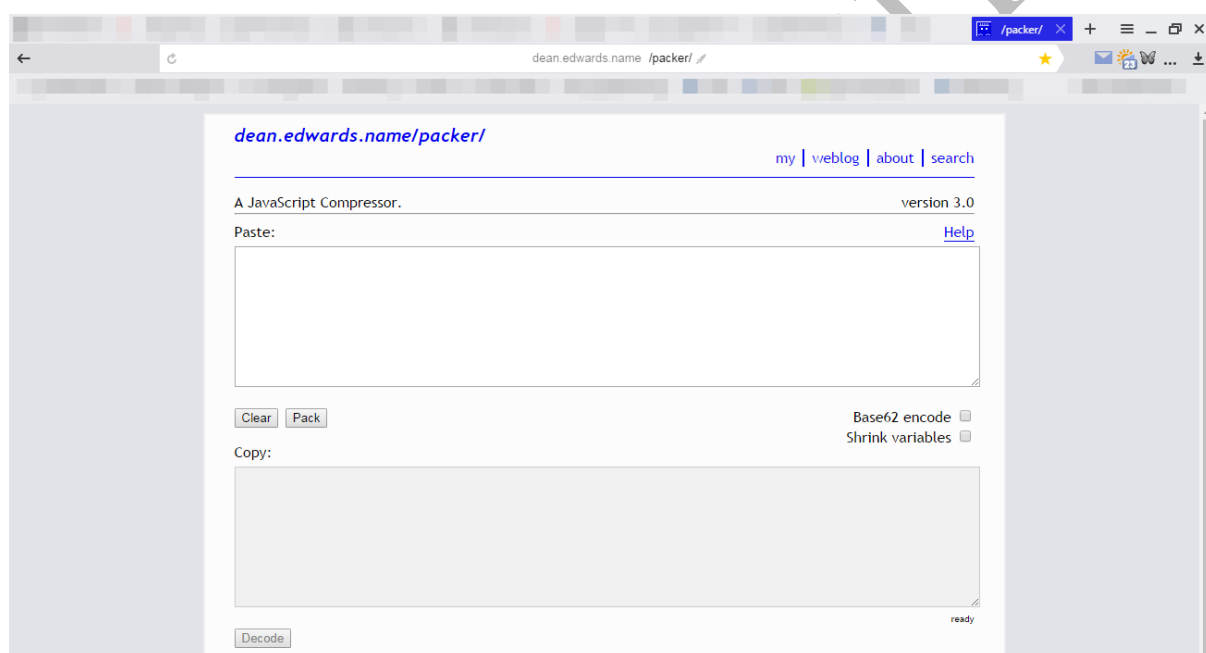 /packer/
dean.edwards.name /packer/
23
dean.edwards.name/packer/
my | weblog | about | search
A JavaScript Compressor. version 3.0
Paste: Help
Clear Pack Base62 encode
Shrink variables
Copy:
ready
Decode